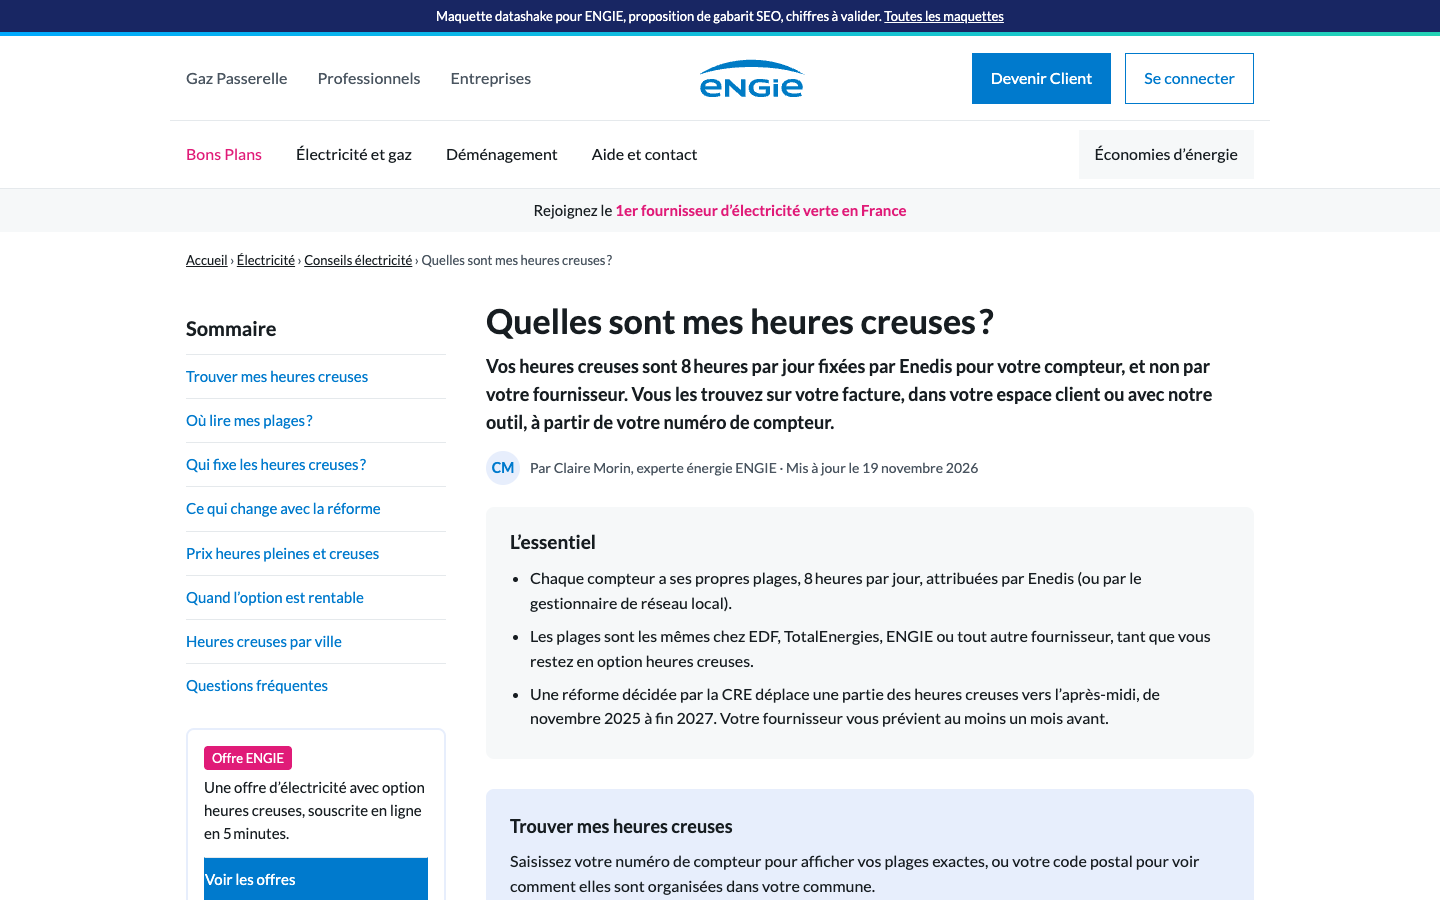 Maquette datashake pour ENGIE, proposition de gabarit SEO, chiffres à valider. Toutes les maquettes
Gaz Passerelle
Professionnels
Entreprises
ENGIE
Devenir Client
Se connecter
Bons Plans
Électricité et gaz
Déménagement
Aide et contact
Économies d’énergie
Rejoignez le 1er fournisseur d’électricité verte en France
Accueil › Électricité › Conseils électricité › Quelles sont mes heures creuses ?
Sommaire
Trouver mes heures creuses
Où lire mes plages ?
Qui fixe les heures creuses ?
Ce qui change avec la réforme
Prix heures pleines et creuses
Quand l’option est rentable
Heures creuses par ville
Questions fréquentes
Offre ENGIE
Une offre d’électricité avec option
heures creuses, souscrite en ligne
en 5 minutes.
Voir les offres
Quelles sont mes heures creuses ?
Vos heures creuses sont 8 heures par jour fixées par Enedis pour votre compteur, et non par
votre fournisseur. Vous les trouvez sur votre facture, dans votre espace client ou avec notre
outil, à partir de votre numéro de compteur.
CM
Par Claire Morin, experte énergie ENGIE · Mis à jour le 19 novembre 2026
L’essentiel
• Chaque compteur a ses propres plages, 8 heures par jour, attribuées par Enedis (ou par le
gestionnaire de réseau local).
• Les plages sont les mêmes chez EDF, TotalEnergies, ENGIE ou tout autre fournisseur, tant que vous
restez en option heures creuses.
• Une réforme décidée par la CRE déplace une partie des heures creuses vers l’après-midi, de
novembre 2025 à fin 2027. Votre fournisseur vous prévient au moins un mois avant.
Trouver mes heures creuses
Saisissez votre numéro de compteur pour afficher vos plages exactes, ou votre code postal pour voir
comment elles sont organisées dans votre commune.